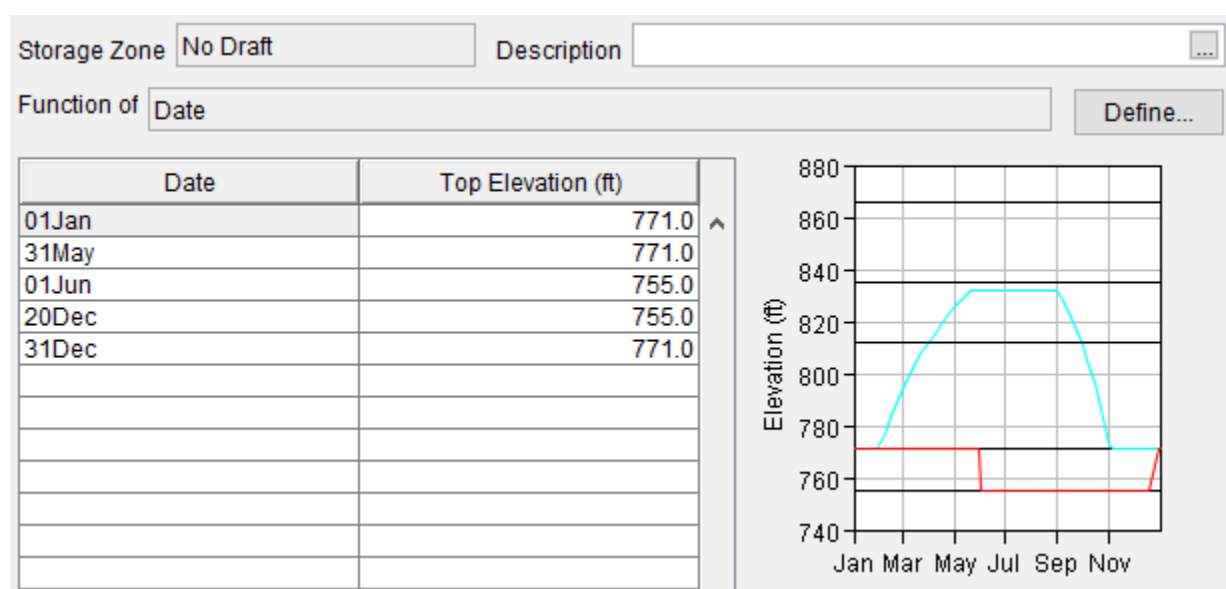 Storage Zone No Draft Description ...
Function of Date Define...
Date Top Elevation (ft)
01Jan 771.0
31May 771.0
01Jun 755.0
20Dec 755.0
31Dec 771.0
Elevation (ft)
880
860
840
820
800
780
760
740
Jan Mar May Jul Sep Nov